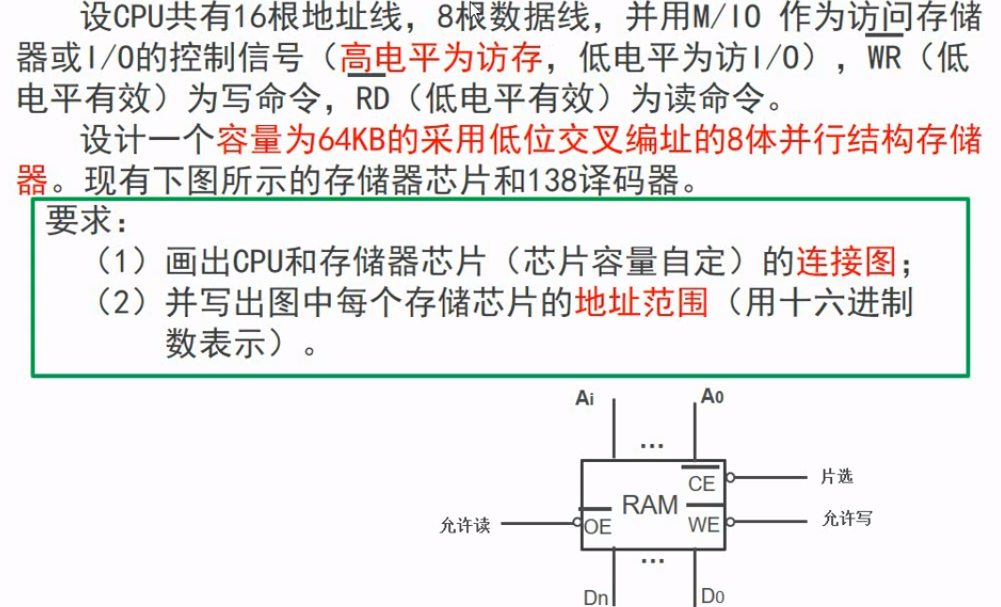 设CPU共有16根地址线，8根数据线，并用M/IO 作为访问存储
器或I/O的控制信号（高电平为访存，低电平为访I/O），WR（低
电平有效）为写命令，RD（低电平有效）为读命令。
设计一个容量为64KB的采用低位交叉编址的8体并行结构存储
器。现有下图所示的存储器芯片和138译码器。
要求：
（1）画出CPU和存储器芯片（芯片容量自定）的连接图；
（2）并写出图中每个存储芯片的地址范围（用十六进制
数表示）。
Ai A0
...
CE 片选
RAM
允许读 OE WE 允许写
...
Dn D0